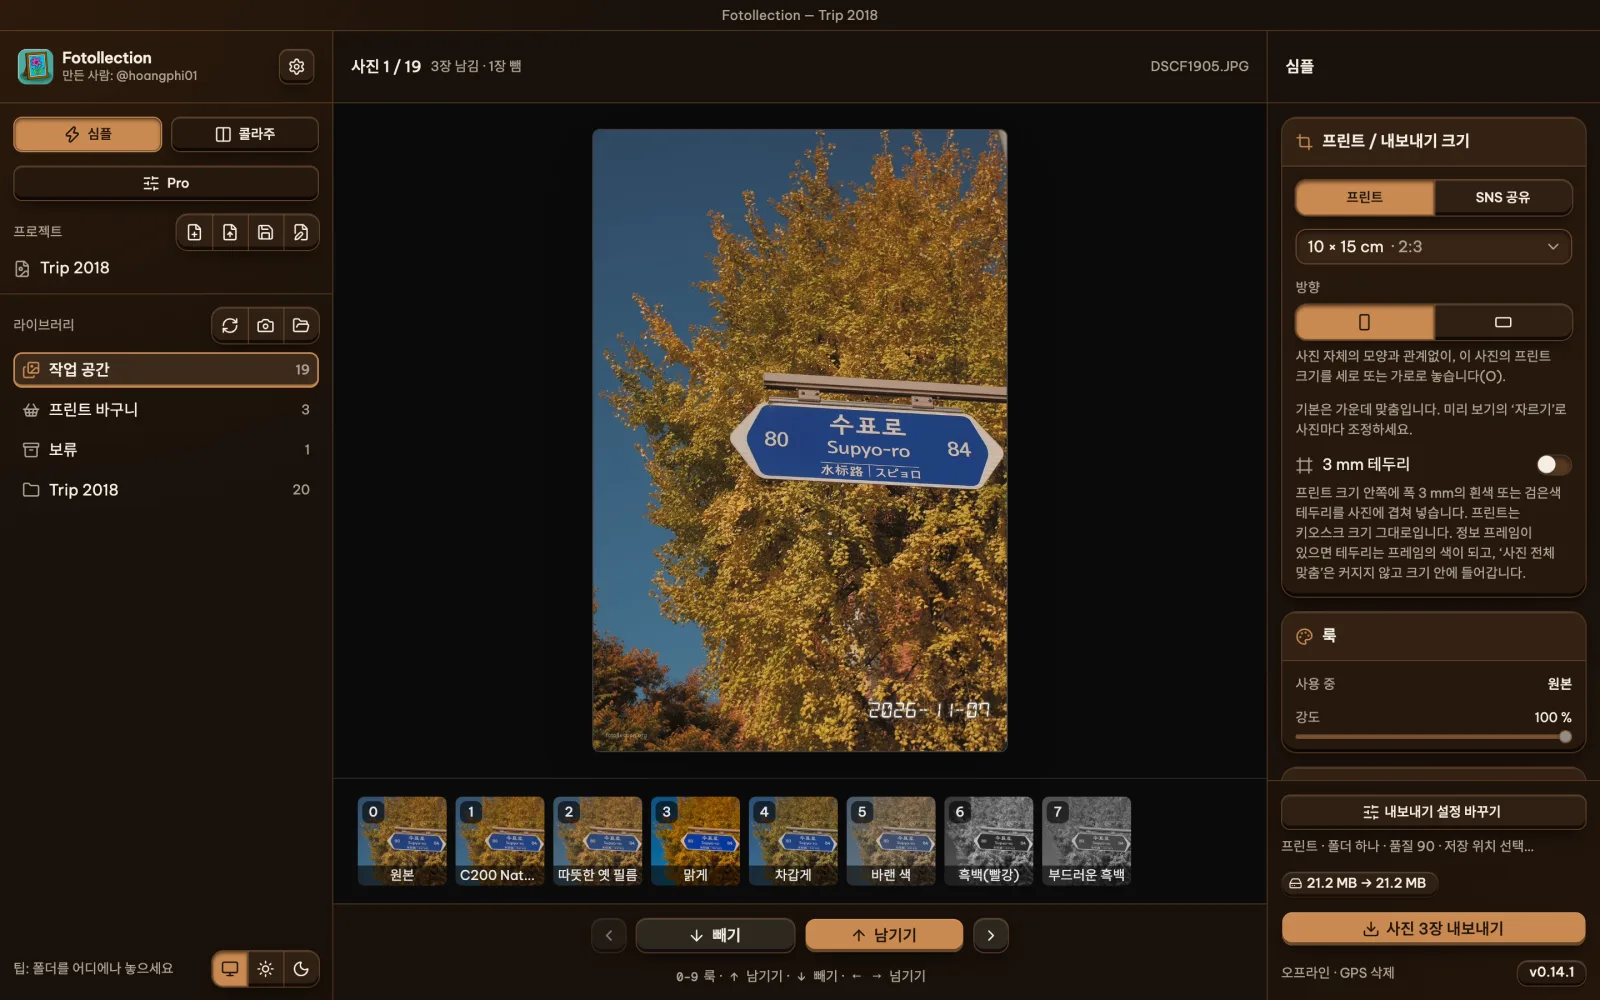 Fotollection — Trip 2018
Fotollection
만든 사람: @hoangphi01
심플
콜라주
Pro
프로젝트
Trip 2018
라이브러리
작업 공간 19
프린트 바구니 3
보류 1
Trip 2018 20
팁: 폴더를 어디에나 놓으세요
사진 1 / 19 3장 남김 · 1장 뺌
DSCF1905.JPG
수표로
80 Supyo-ro 84
水标路 | スピョロ
2026-11-07
fotollection.org
0 원본
1 C200 Nat...
2 따뜻한 옛 필름
3 맑게
4 차갑게
5 바랜 색
6 흑백(빨강)
7 부드러운 흑백
↓ 빼기
↑ 남기기
0-9 룩 · ↑ 남기기 · ↓ 빼기 · ← → 넘기기
심플
프린트 / 내보내기 크기
프린트
SNS 공유
10 × 15 cm · 2:3
방향
사진 자체의 모양과 관계없이, 이 사진의 프린트
크기를 세로 또는 가로로 놓습니다(O).
기본은 가운데 맞춤입니다. 미리 보기의 ‘자르기’로
사진마다 조정하세요.
3 mm 테두리
프린트 크기 안쪽에 폭 3 mm의 흰색 또는 검은색
테두리를 사진에 겹쳐 넣습니다. 프린트는
키오스크 크기 그대로입니다. 정보 프레임이
있으면 테두리는 프레임의 색이 되고, ‘사진 전체
맞춤’은 커지지 않고 크기 안에 들어갑니다.
룩
사용 중 원본
강도 100 %
내보내기 설정 바꾸기
프린트 · 폴더 하나 · 품질 90 · 저장 위치 선택...
21.2 MB → 21.2 MB
사진 3장 내보내기
오프라인 · GPS 삭제
v0.14.1